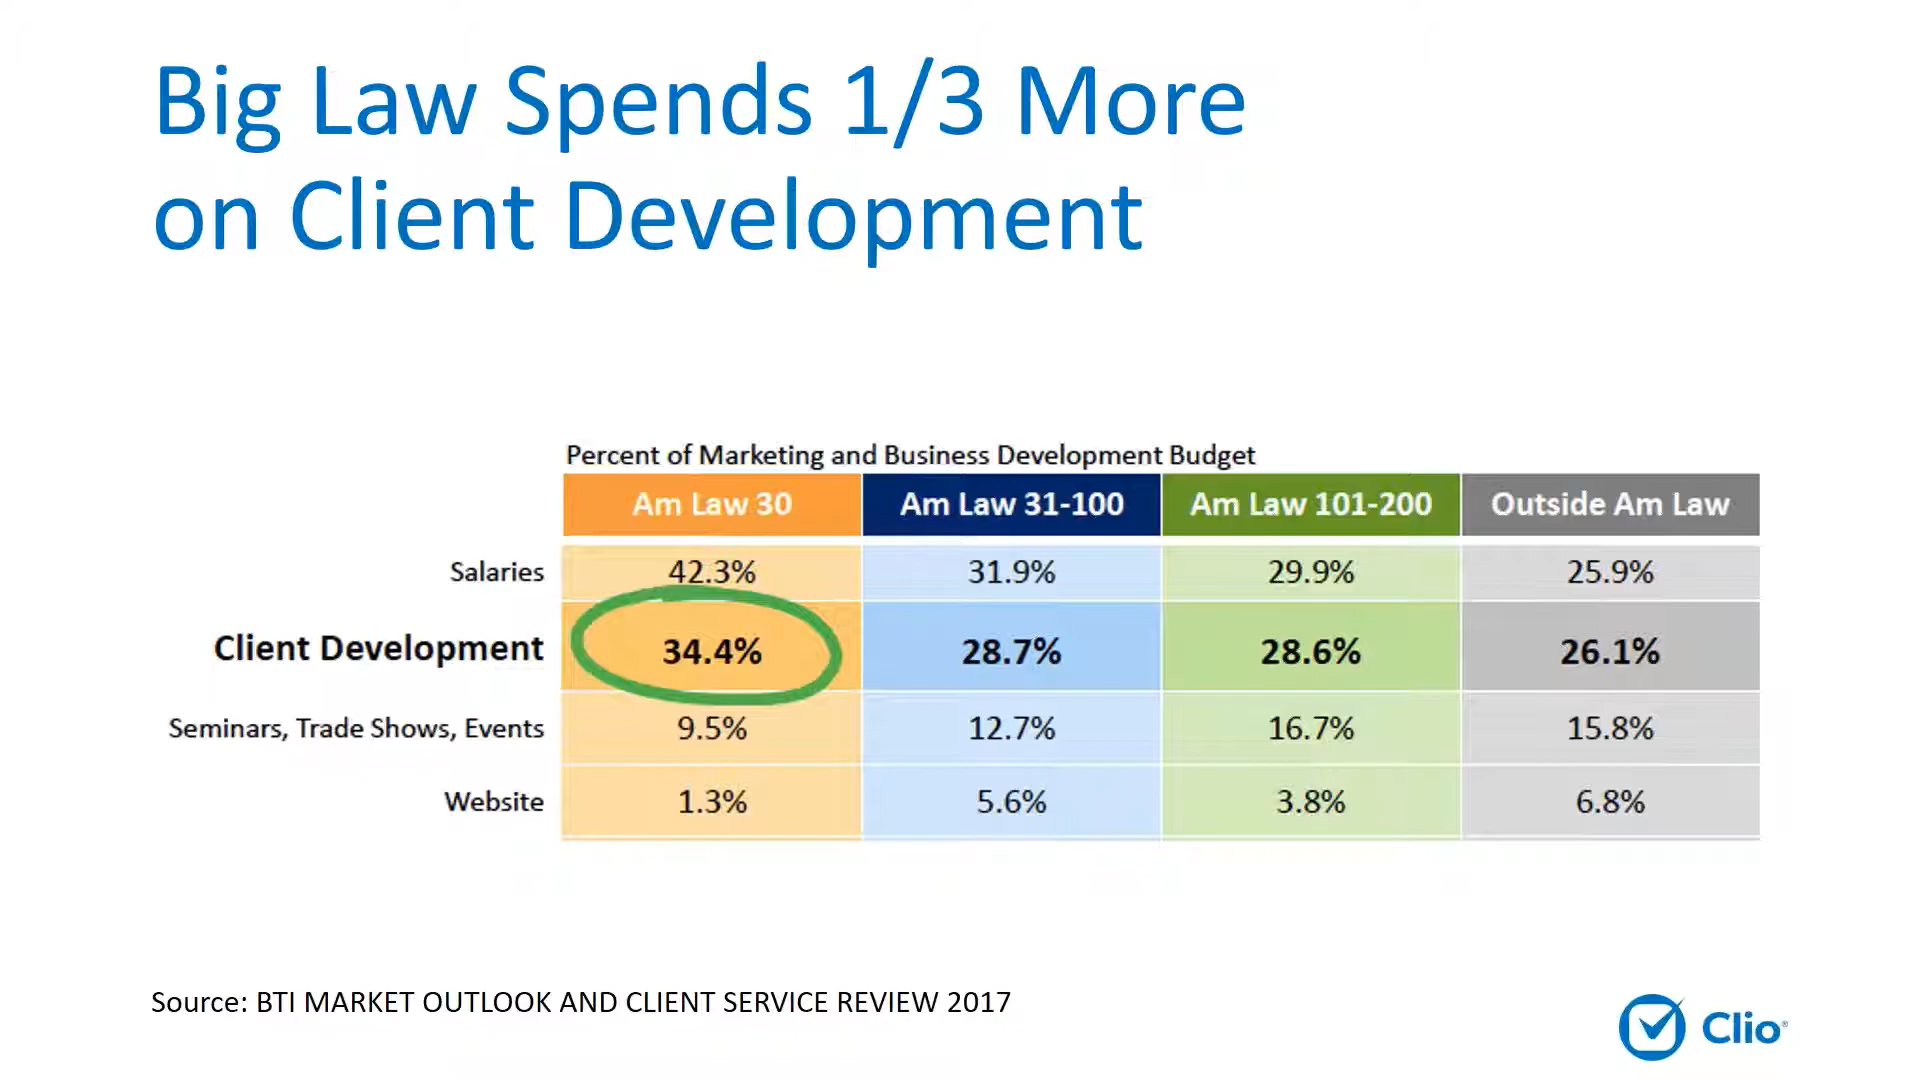 Big Law Spends 1/3 More
on Client Development
Percent of Marketing and Business Development Budget
Am Law 30 Am Law 31-100 Am Law 101-200 Outside Am Law
Salaries 42.3% 31.9% 29.9% 25.9%
Client Development 34.4% 28.7% 28.6% 26.1%
Seminars, Trade Shows, Events 9.5% 12.7% 16.7% 15.8%
Website 1.3% 5.6% 3.8% 6.8%
Source: BTI MARKET OUTLOOK AND CLIENT SERVICE REVIEW 2017
Clio®